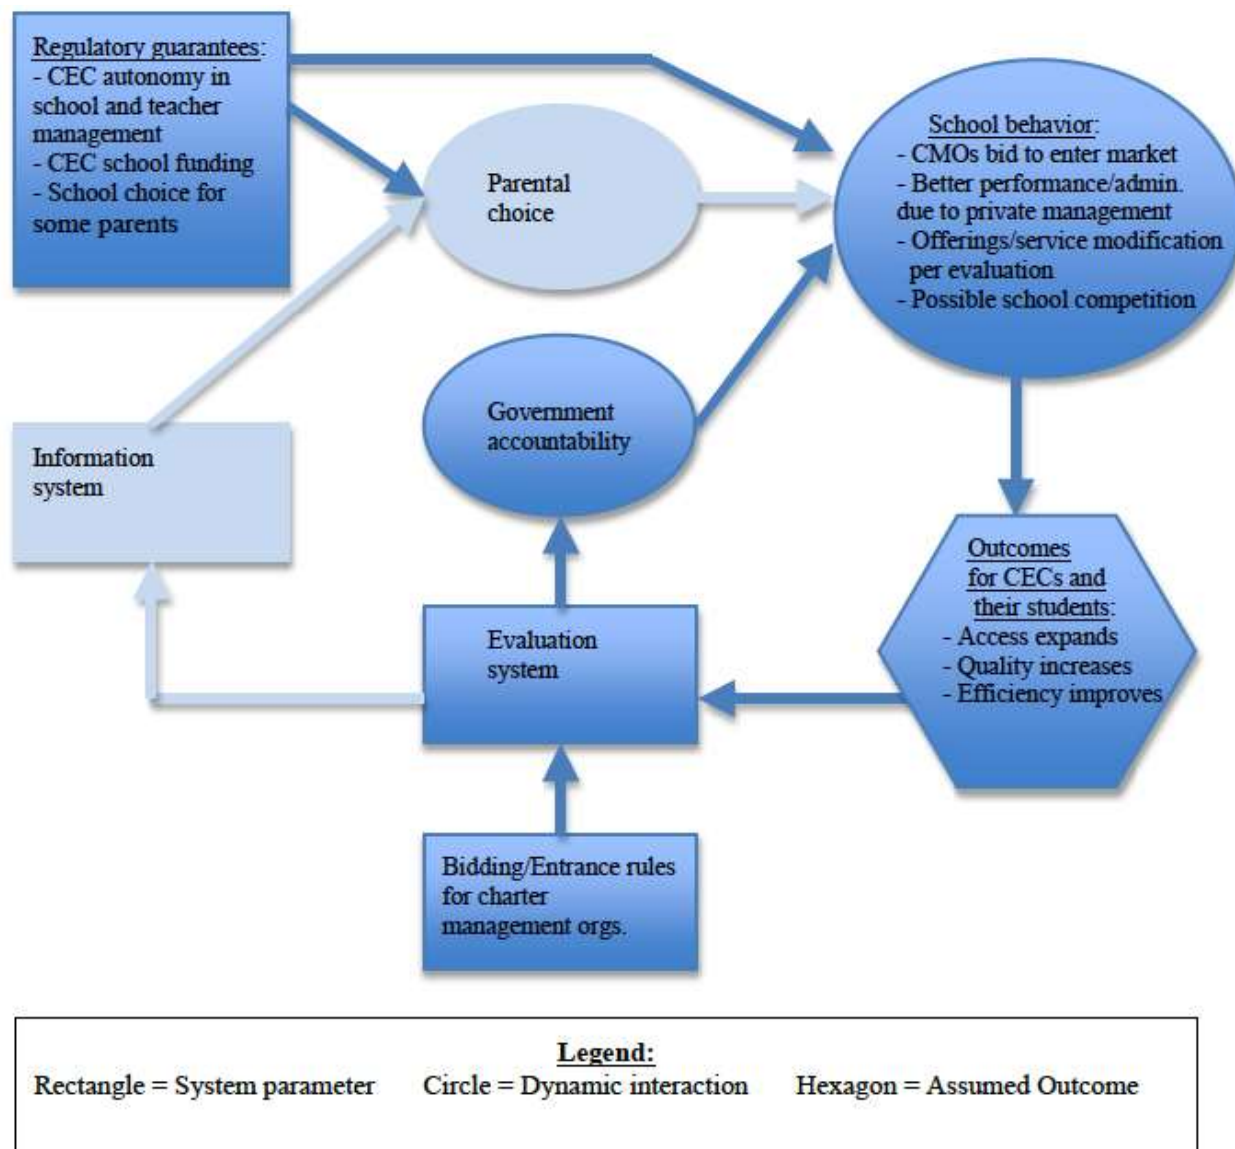 Regulatory guarantees:
- CEC autonomy in
school and teacher
management
- CEC school funding
- School choice for
some parents
Parental
choice
School behavior:
- CMOs bid to enter market
- Better performance/admin.
due to private management
- Offerings/service modification
per evaluation
- Possible school competition
Government
accountability
Information
system
Outcomes
for CECs and
their students:
- Access expands
- Quality increases
- Efficiency improves
Evaluation
system
Bidding/Entrance rules
for charter
management orgs.
Legend:
Rectangle = System parameter Circle = Dynamic interaction Hexagon = Assumed Outcome